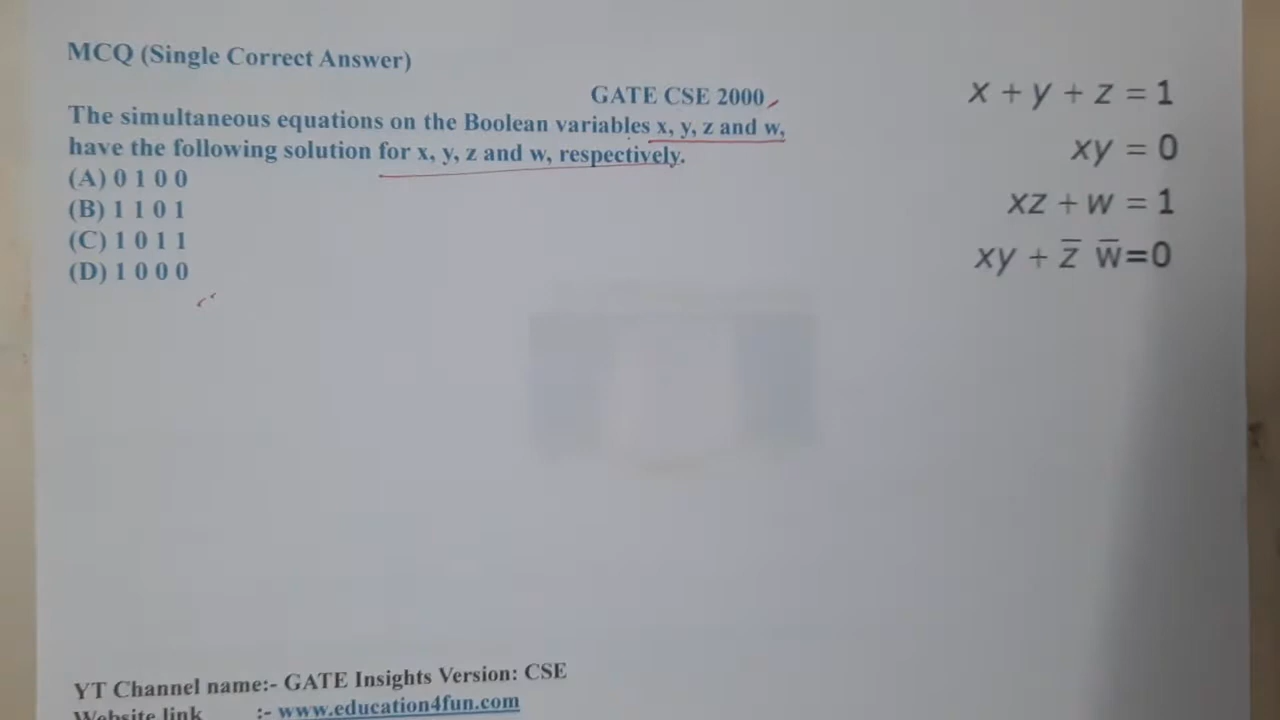 MCQ (Single Correct Answer)
GATE CSE 2000
The simultaneous equations on the Boolean variables x, y, z and w,
have the following solution for x, y, z and w, respectively.
(A) 0 1 0 0
(B) 1 1 0 1
(C) 1 0 1 1
(D) 1 0 0 0
x + y + z = 1
xy = 0
xz + w = 1
xy + z̅ w̅=0
YT Channel name:- GATE Insights Version: CSE
Website link :- www.education4fun.com